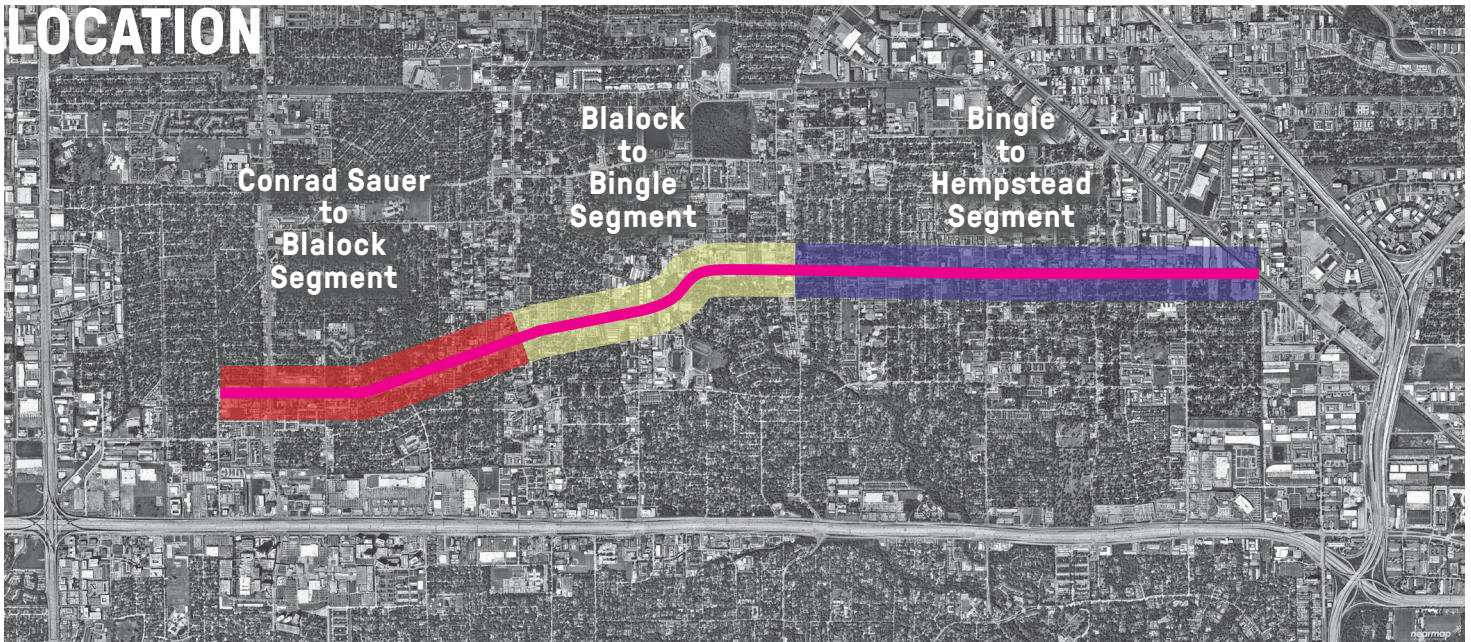 LOCATION
Conrad Sauer
to
Blalock
Segment
Blalock
to
Bingle
Segment
Bingle
to
Hempstead
Segment
nearmap